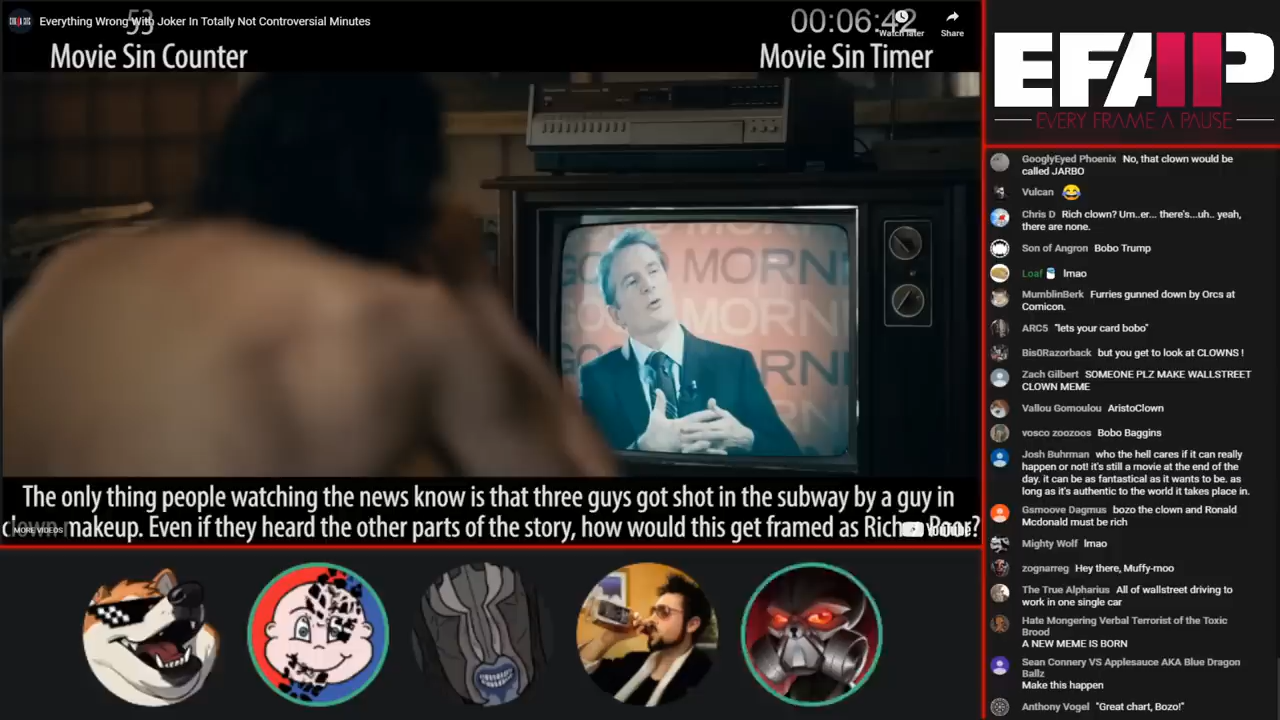 Everything Wrong With Joker In Totally Not Controversial Minutes
53
Movie Sin Counter
00:06:42
Watch later
Share
Movie Sin Timer
GOOD MORNI
MORNI
The only thing people watching the news know is that three guys got shot in the subway by a guy in
clown makeup. Even if they heard the other parts of the story, how would this get framed as Rich v. Poor?
MORE VIDEOS
YouTube
EFAP
EVERY FRAME A PAUSE
GooglyEyed Phoenix No, that clown would be
called JARBO
Vulcan 😂
Chris D Rich clown? Um..er... there's...uh.. yeah,
there are none.
Son of Angron Bobo Trump
Loaf lmao
MumblinBerk Furries gunned down by Orcs at
Comicon.
ARC5 "lets your card bobo"
Bis0Razorback but you get to look at CLOWNS !
Zach Gilbert SOMEONE PLZ MAKE WALLSTREET
CLOWN MEME
Vallou Gomoulou AristoClown
vosco zoozoos Bobo Baggins
Josh Buhrman who the hell cares if it can really
happen or not! it's still a movie at the end of the
day. it can be as fantastical as it wants to be. as
long as it's authentic to the world it takes place in.
Gsmoove Dagmus bozo the clown and Ronald
Mcdonald must be rich
Mighty Wolf lmao
zognarreg Hey there, Muffy-moo
The True Alpharius All of wallstreet driving to
work in one single car
Hate Mongering Verbal Terrorist of the Toxic
Brood
A NEW MEME IS BORN
Sean Connery VS Applesauce AKA Blue Dragon
Ballz
Make this happen
Anthony Vogel "Great chart, Bozo!"